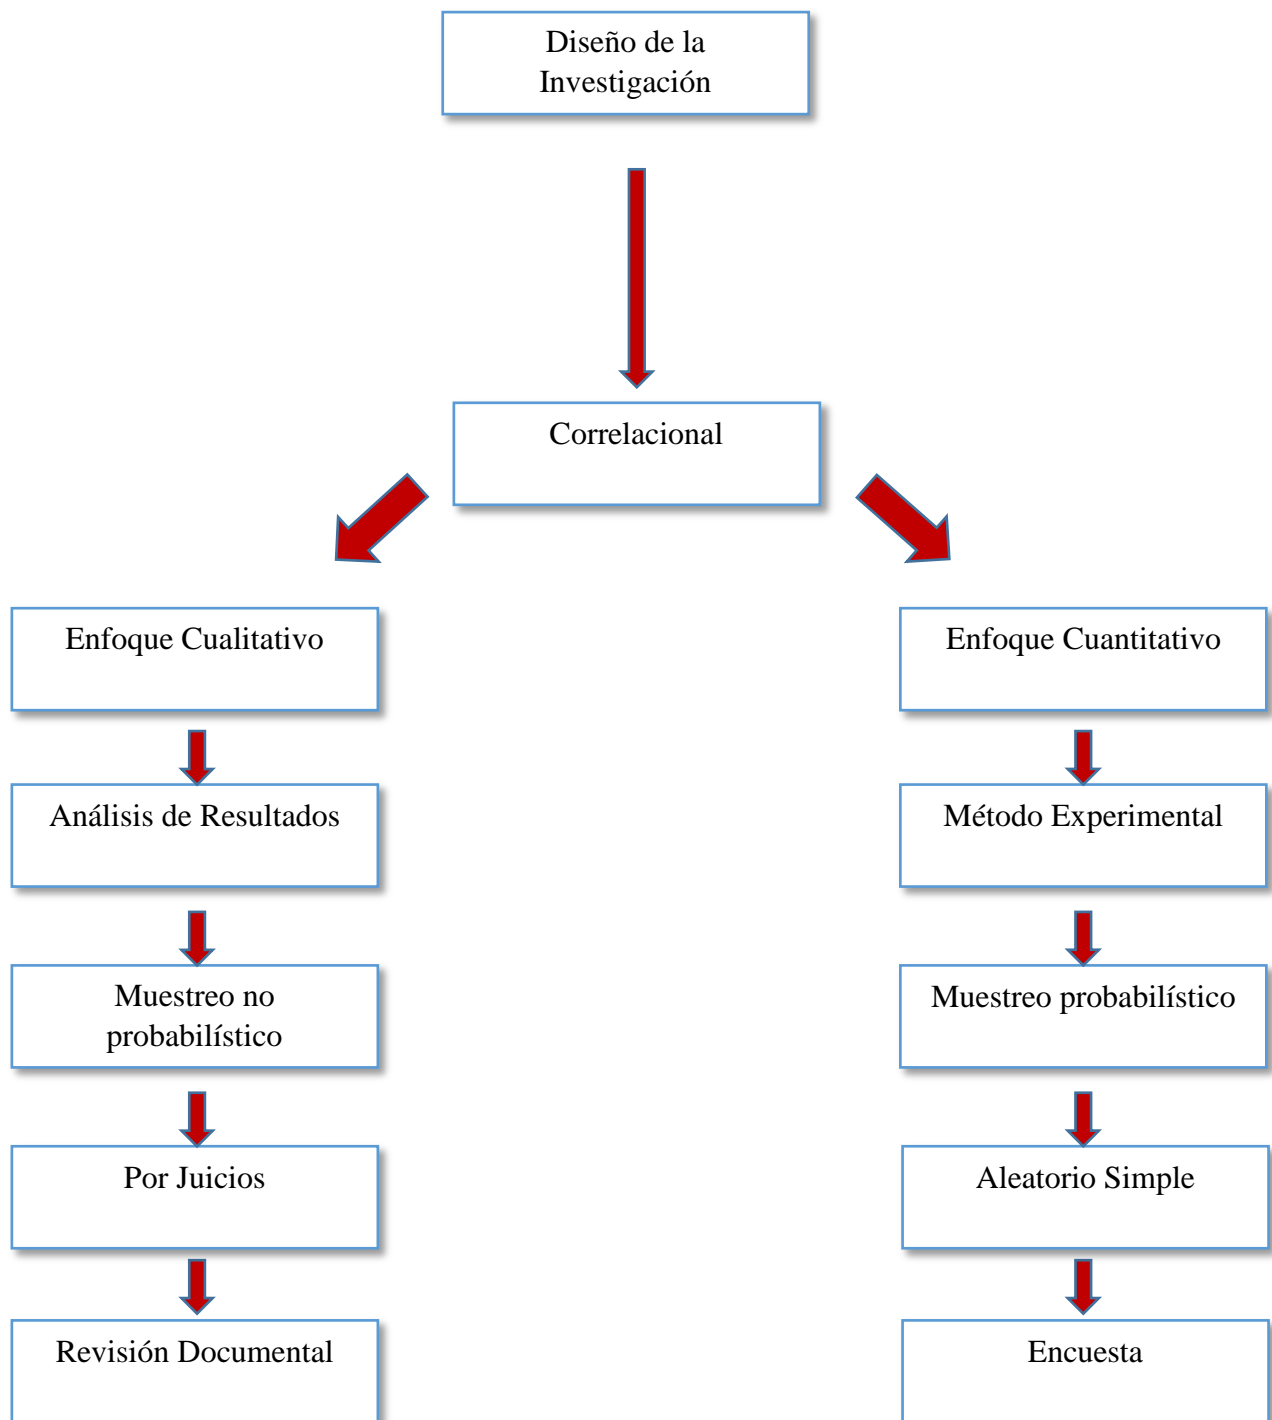 Diseño de la
Investigación
Correlacional
Enfoque Cualitativo
Enfoque Cuantitativo
Análisis de Resultados
Método Experimental
Muestreo no
probabilístico
Muestreo probabilístico
Por Juicios
Aleatorio Simple
Revisión Documental
Encuesta